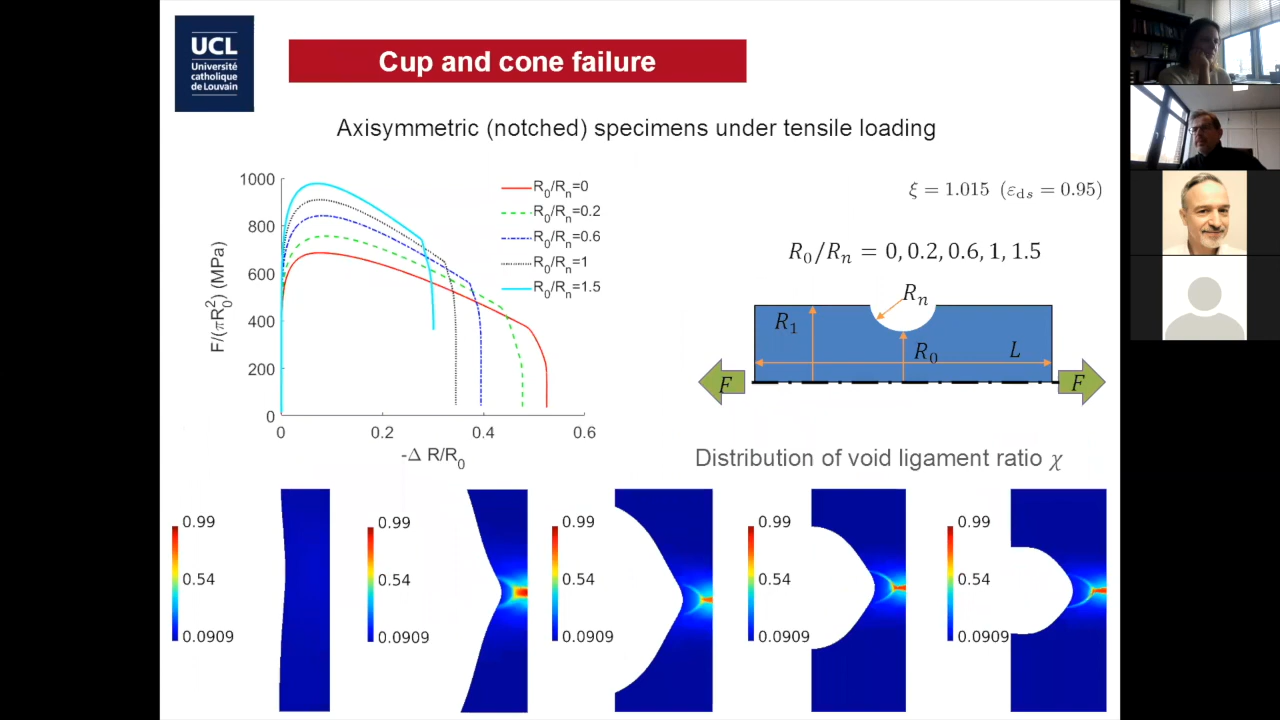 UCL
Université
catholique
de Louvain
Cup and cone failure
Axisymmetric (notched) specimens under tensile loading
1000
800
600
400
200
0
0
0.2
0.4
0.6
F/(πR₀²) (MPa)
-Δ R/R₀
R₀/Rₙ=0
R₀/Rₙ=0.2
R₀/Rₙ=0.6
R₀/Rₙ=1
R₀/Rₙ=1.5
ξ = 1.015 (εds = 0.95)
R₀/Rₙ = 0, 0.2, 0.6, 1, 1.5
Rₙ
R₁
R₀
L
F
F
Distribution of void ligament ratio χ
0.99
0.54
0.0909
0.99
0.54
0.0909
0.99
0.54
0.0909
0.99
0.54
0.0909
0.99
0.54
0.0909